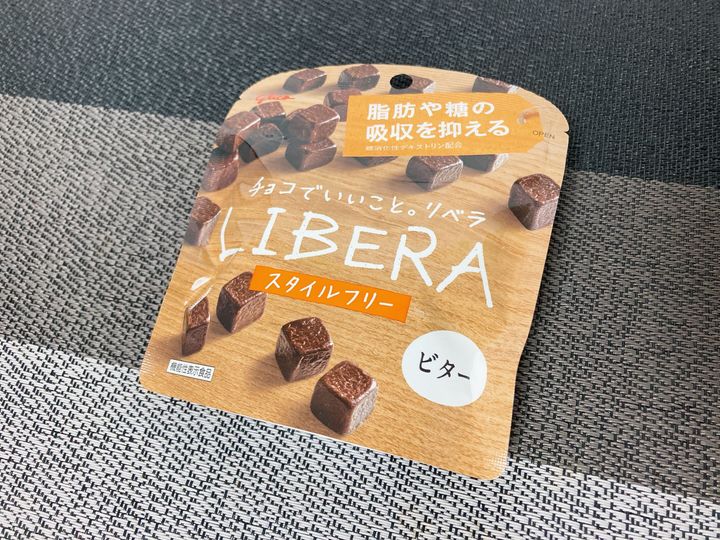 glico
脂肪や糖の
吸収を抑える
難消化性デキストリン配合
OPEN
チョコでいいこと。リベラ
LIBERA
スタイルフリー
ビター
機能性表示食品